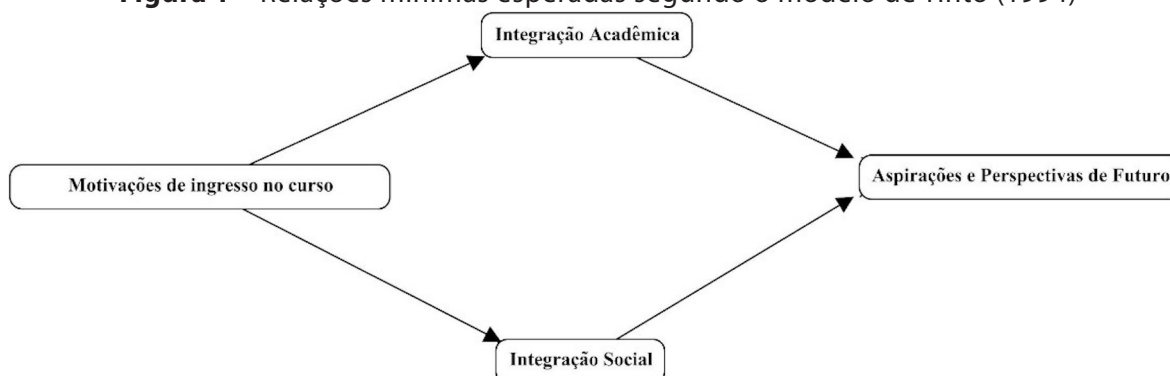 Figura 1 – Relações mínimas esperadas segundo o modelo de Tinto (1994)
Integração Acadêmica
Motivações de ingresso no curso
Aspirações e Perspectivas de Futuro
Integração Social